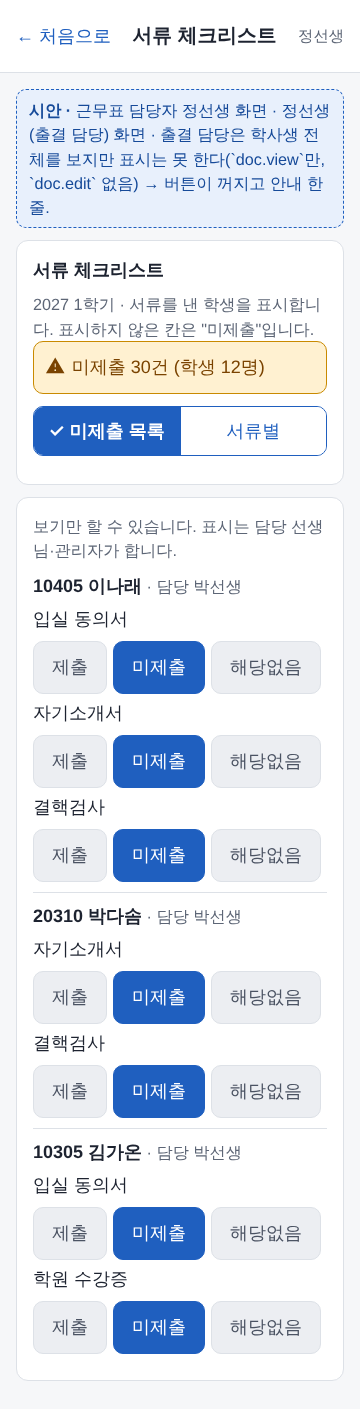 ← 처음으로
서류 체크리스트
정선생
시안 · 근무표 담당자 정선생 화면 · 정선생
(출결 담당) 화면 · 출결 담당은 학사생 전
체를 보지만 표시는 못 한다(`doc.view`만,
`doc.edit` 없음) → 버튼이 꺼지고 안내 한
줄.
서류 체크리스트
2027 1학기 · 서류를 낸 학생을 표시합니
다. 표시하지 않은 칸은 "미제출"입니다.
미제출 30건 (학생 12명)
✓ 미제출 목록
서류별
보기만 할 수 있습니다. 표시는 담당 선생
님·관리자가 합니다.
10405 이나래 · 담당 박선생
입실 동의서
제출 미제출 해당없음
자기소개서
제출 미제출 해당없음
결핵검사
제출 미제출 해당없음
20310 박다솜 · 담당 박선생
자기소개서
제출 미제출 해당없음
결핵검사
제출 미제출 해당없음
10305 김가온 · 담당 박선생
입실 동의서
제출 미제출 해당없음
학원 수강증
제출 미제출 해당없음